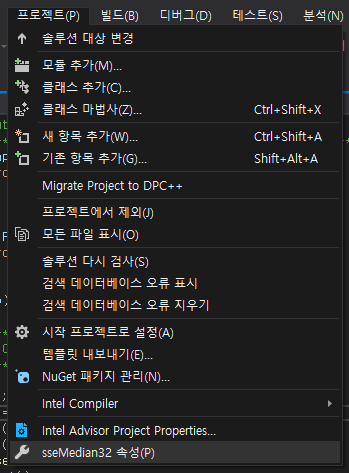 프로젝트(P) 빌드(B) 디버그(D) 테스트(S) 분석(N)
솔루션 대상 변경
모듈 추가(M)...
클래스 추가(C)...
클래스 마법사(Z)... Ctrl+Shift+X
새 항목 추가(W)... Ctrl+Shift+A
기존 항목 추가(G)... Shift+Alt+A
Migrate Project to DPC++
프로젝트에서 제외(J)
모든 파일 표시(O)
솔루션 다시 검사(S)
검색 데이터베이스 오류 표시
검색 데이터베이스 오류 지우기
시작 프로젝트로 설정(A)
템플릿 내보내기(E)...
NuGet 패키지 관리(N)...
Intel Compiler
Intel Advisor Project Properties...
sseMedian32 속성(P)